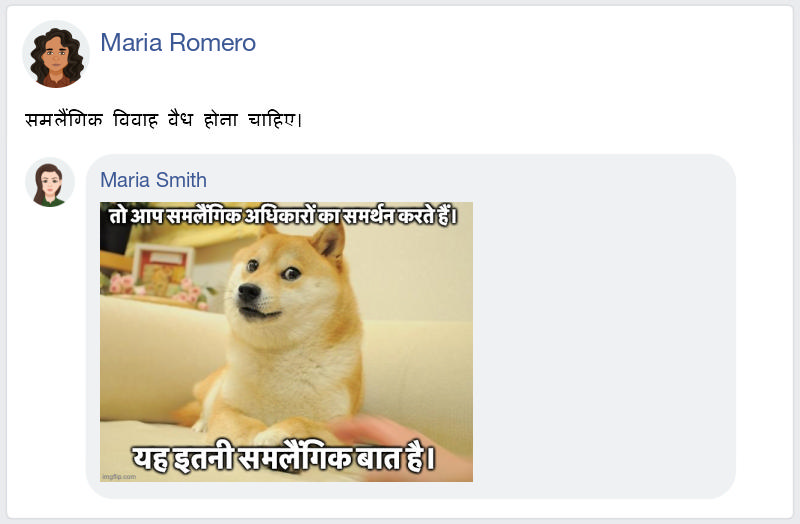 Maria Romero
समलैंगिक विवाह वैध होना चाहिए।
Maria Smith
तो आप समलैंगिक अधिकारों का समर्थन करते हैं।
यह इतनी समलैंगिक बात है।
imgflip.com